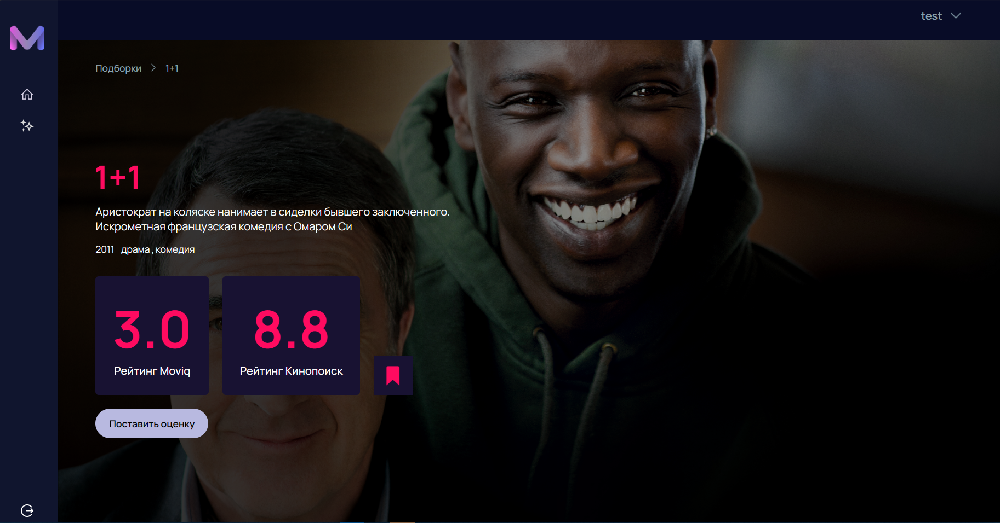 test
Подборки > 1+1
1+1
Аристократ на коляске нанимает в сиделки бывшего заключенного.
Искрометная французская комедия с Омаром Си
2011 драма , комедия
3.0
Рейтинг Moviq
8.8
Рейтинг Кинопоиск
Поставить оценку